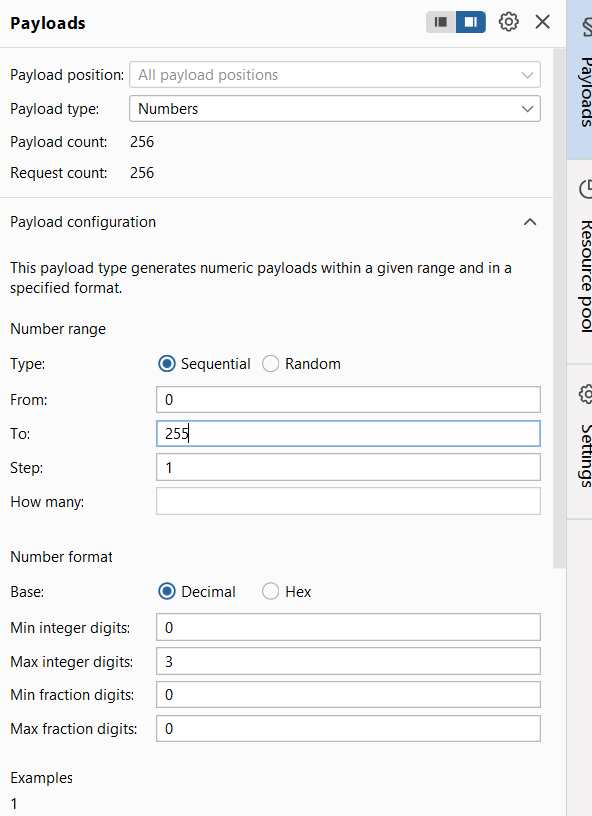 Payloads
Payload position: All payload positions
Payload type: Numbers
Payload count: 256
Request count: 256
Payload configuration
This payload type generates numeric payloads within a given range and in a
specified format.
Number range
Type: Sequential Random
From: 0
To: 255
Step: 1
How many:
Number format
Base: Decimal Hex
Min integer digits: 0
Max integer digits: 3
Min fraction digits: 0
Max fraction digits: 0
Examples
1
Payloads
Resource pool
Settings